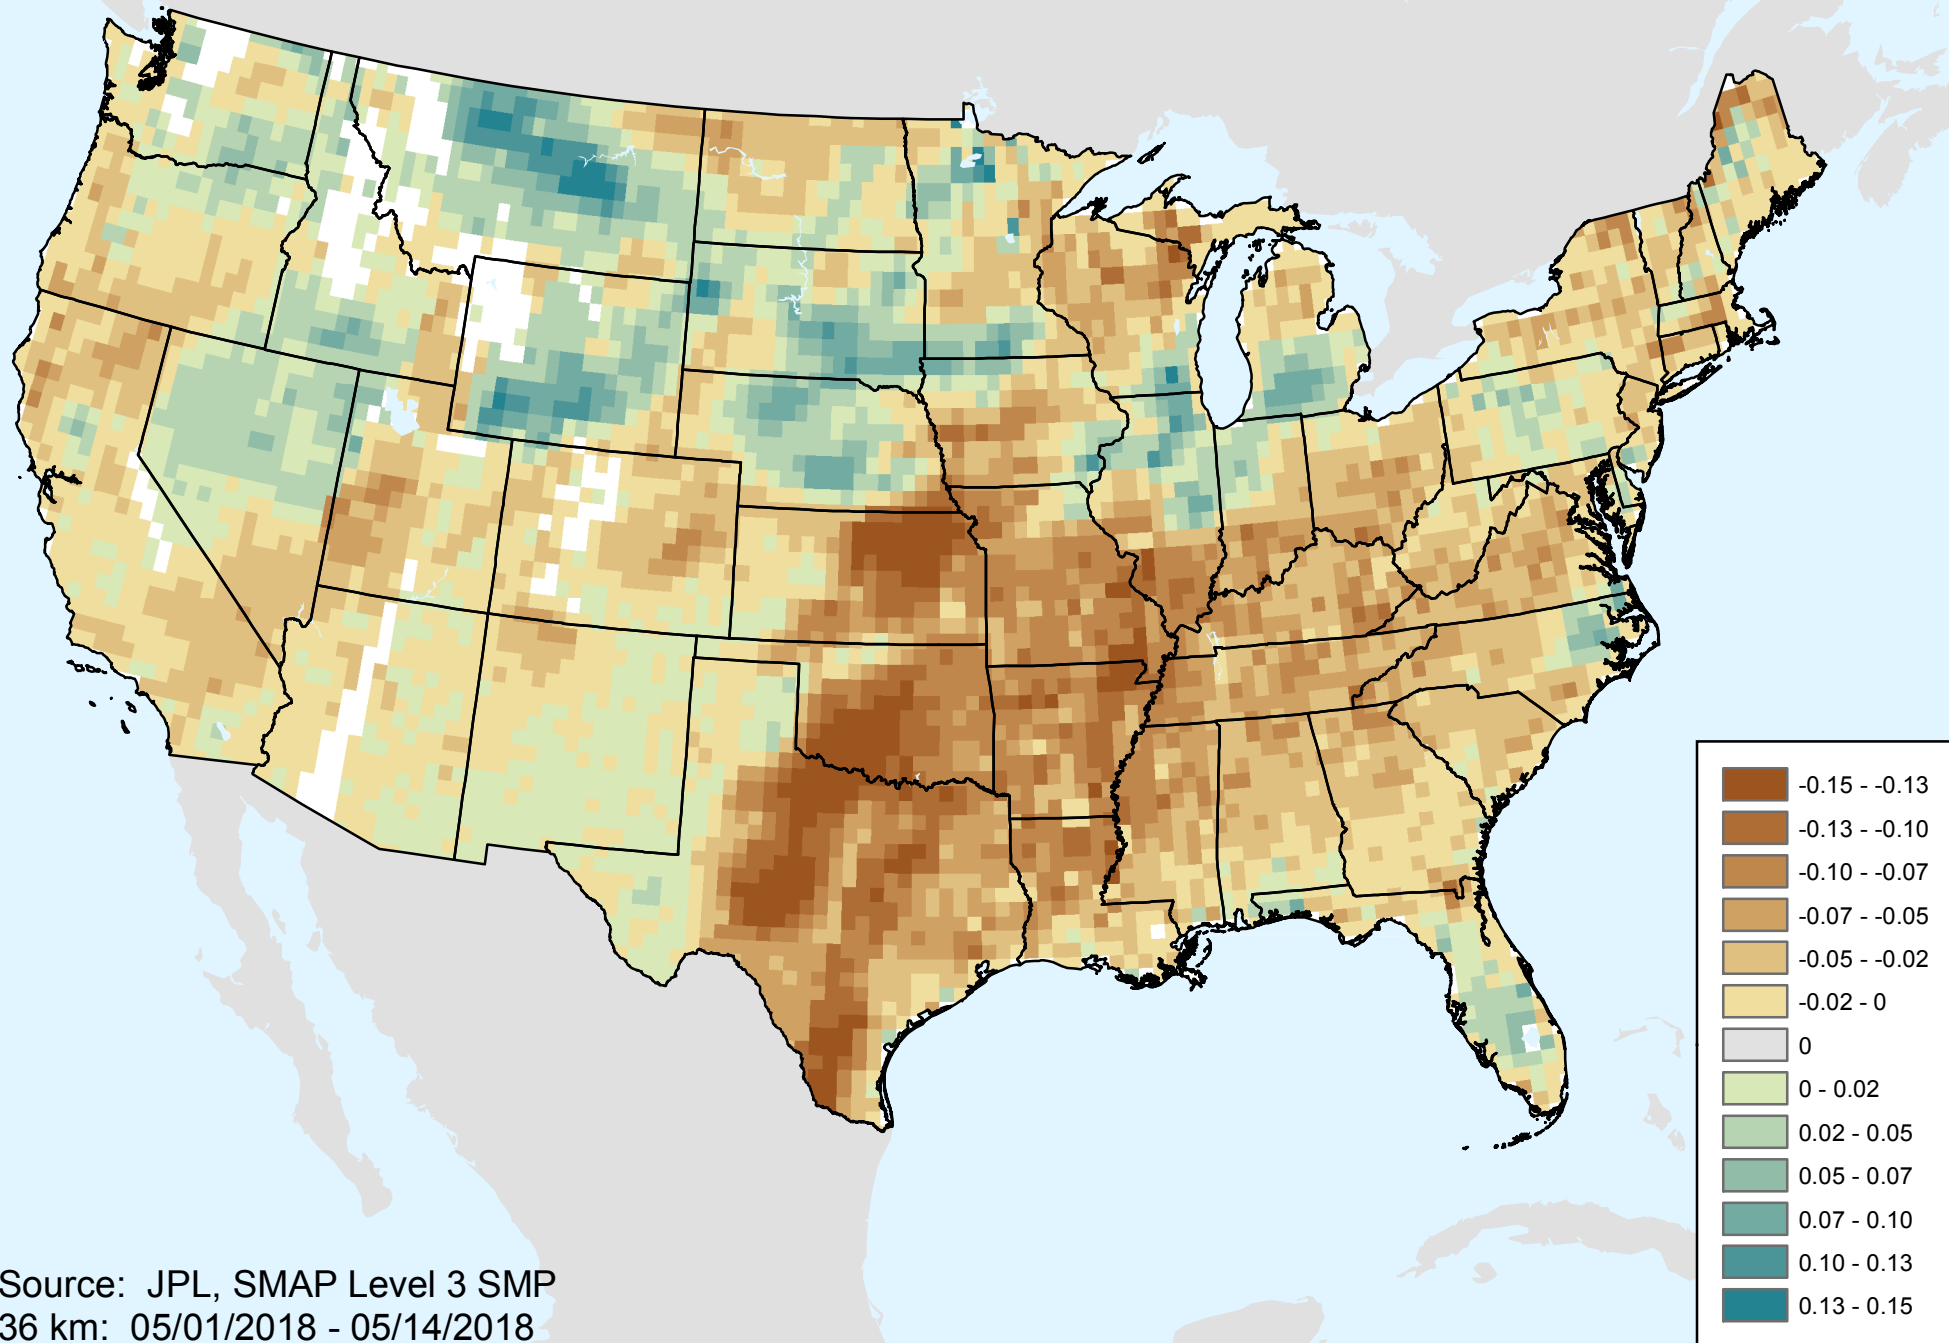 -0.15 - -0.13
-0.13 - -0.10
-0.10 - -0.07
-0.07 - -0.05
-0.05 - -0.02
-0.02 - 0
0
0 - 0.02
0.02 - 0.05
0.05 - 0.07
0.07 - 0.10
0.10 - 0.13
0.13 - 0.15
Source: JPL, SMAP Level 3 SMP
36 km: 05/01/2018 - 05/14/2018